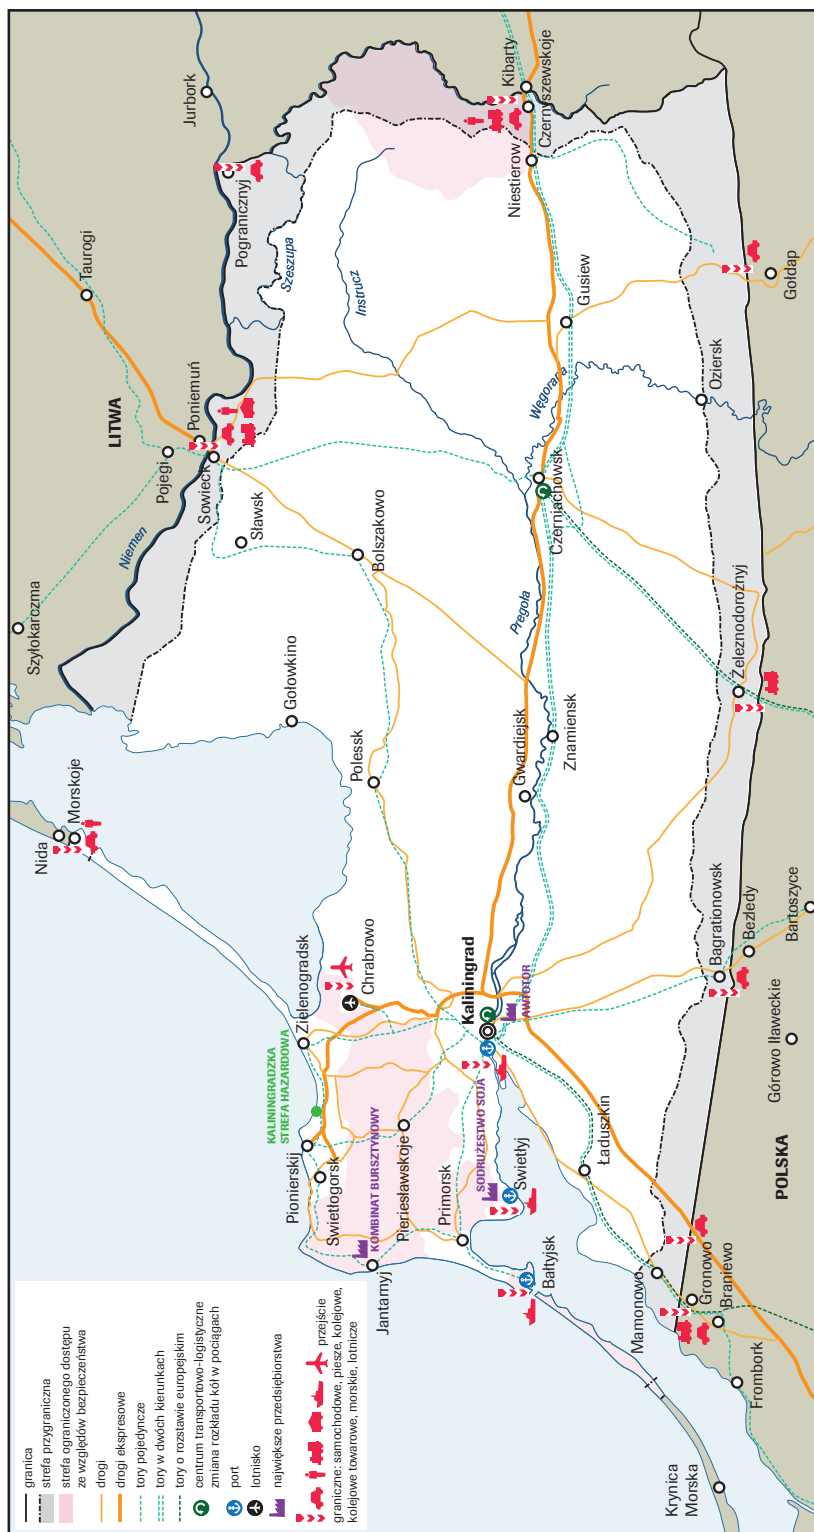 granica
strefa przygraniczna
strefa ograniczonego dostępu
ze względów bezpieczeństwa
drogi
drogi ekspresowe
tory pojedyncze
tory w dwóch kierunkach
tory o rozstawie europejskim
centrum transportowo-logistyczne
zmiana rozkładu kół w pociągach
port
lotnisko
największe przedsiębiorstwa
przejście
graniczne: samochodowe, piesze, kolejowe,
kolejowe towarowe, morskie, lotnicze
Szyłokarczma
Pojegi
LITWA
Taurogi
Jurbork
Niemen
Sowieck
Poniemuń
Pogranicznyj
Nida
Morskoje
Sławsk
Szeszupa
Gołowkino
Bolszakowo
Instrucz
Kibarty
Czernyszewskoje
Niestierow
KALININGRADZKA
STREFA HAZARDOWA
Zielenogradsk
Pionierskij
Swietłogorsk
Chrabrowo
Polessk
KOMBINAT BURSZTYNOWY
Jantarnyj
Pieriesławskoje
Primorsk
Kaliningrad
Gwardiejsk
Pregoła
Węgorapa
Znamiensk
Czerniachowsk
Gusiew
SODRUŻESTWO SOJA
AWTOTOR
Swietłyj
Bałtyjsk
Ładuszkin
Mamonowo
Bagrationowsk
Żeleznodorożnyj
Oziersk
Gronowo
Braniewo
Frombork
Krynica
Morska
POLSKA
Górowo Iławeckie
Bezledy
Bartoszyce
Gołdap